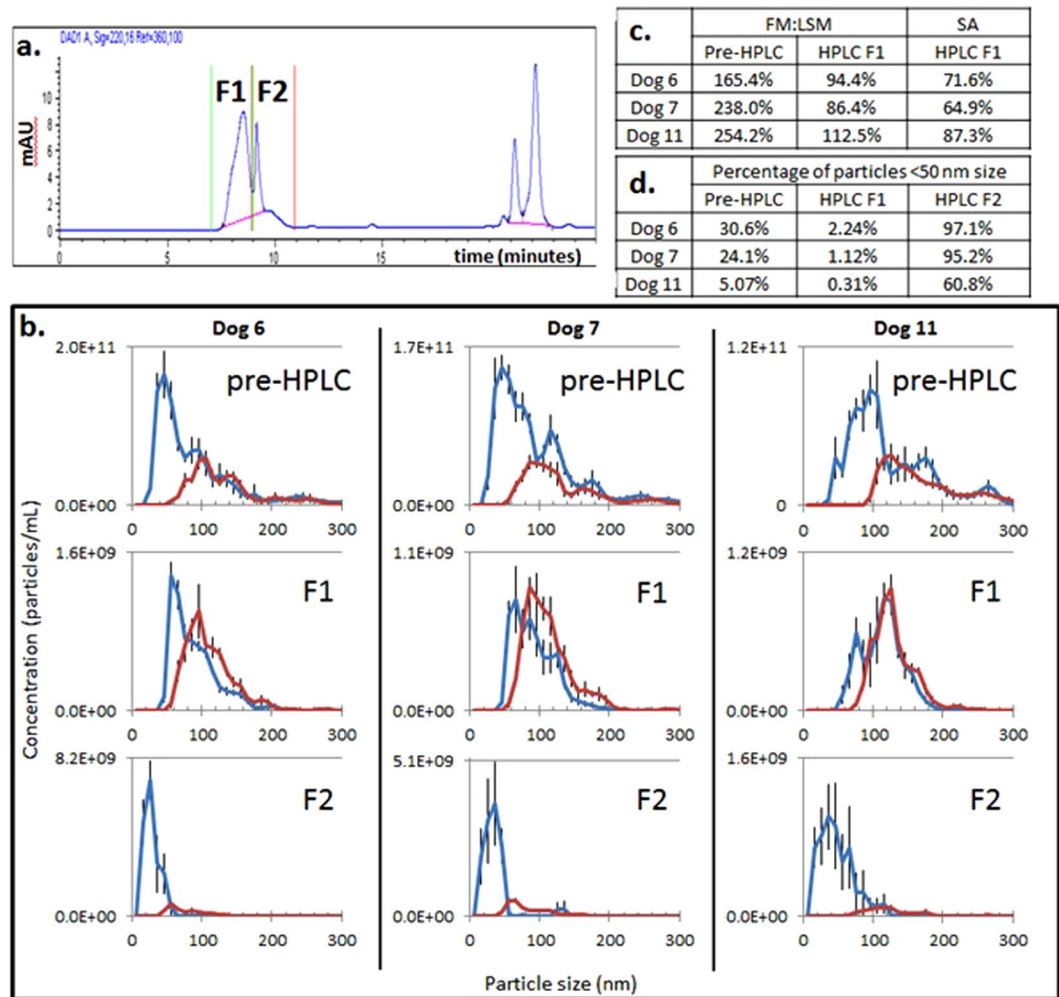 a.
DAD1 A, Sig=220,16 Ref=360,100
F1 F2
mAU
10
8
6
4
2
0
0 5 10 15
time (minutes)
c. FM:LSM SA
Pre-HPLC HPLC F1 HPLC F1
Dog 6 165.4% 94.4% 71.6%
Dog 7 238.0% 86.4% 64.9%
Dog 11 254.2% 112.5% 87.3%
d. Percentage of particles <50 nm size
Pre-HPLC HPLC F1 HPLC F2
Dog 6 30.6% 2.24% 97.1%
Dog 7 24.1% 1.12% 95.2%
Dog 11 5.07% 0.31% 60.8%
b.
Concentration (particles/mL)
Dog 6 Dog 7 Dog 11
2.0E+11 pre-HPLC 1.7E+11 pre-HPLC 1.2E+11 pre-HPLC
0.0E+00 0.0E+00 0
0 100 200 300 0 100 200 300 0 100 200 300
1.6E+09 F1 1.1E+09 F1 1.2E+09 F1
0.0E+00 0.0E+00 0.0E+00
0 100 200 300 0 100 200 300 0 100 200 300
8.2E+09 F2 5.1E+09 F2 1.6E+09 F2
0.0E+00 0.0E+00 0.0E+00
0 100 200 300 0 100 200 300 0 100 200 300
Particle size (nm)